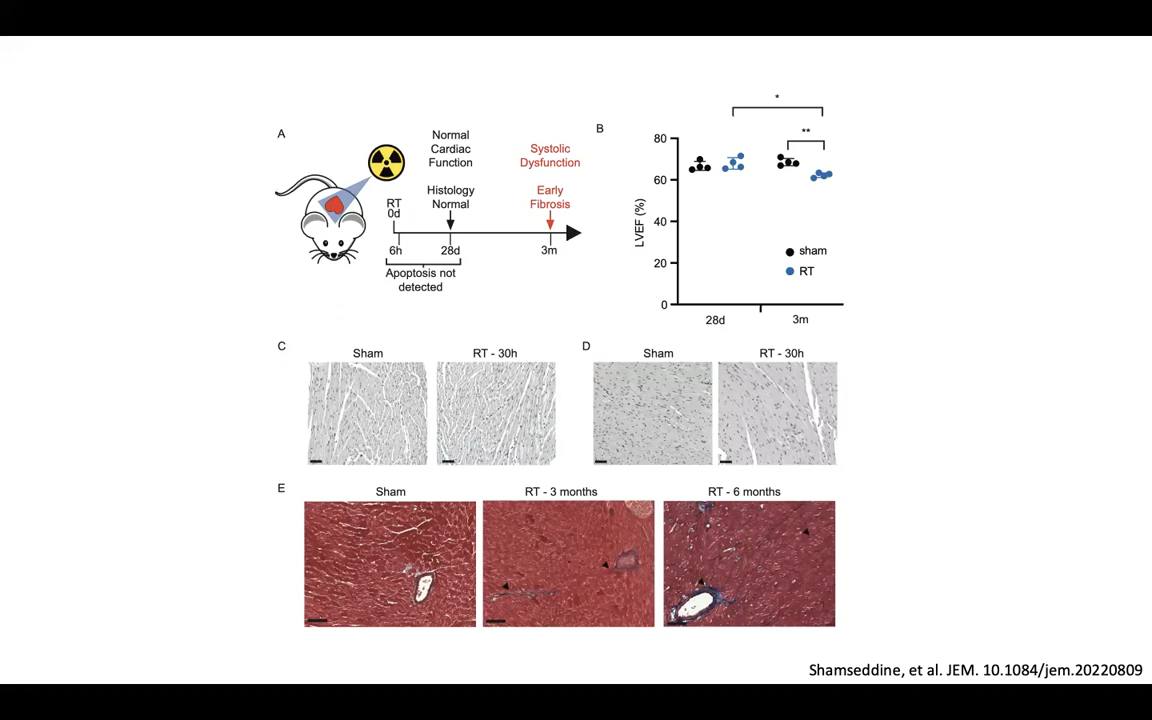 A
Normal
Cardiac
Function
Systolic
Dysfunction
RT
0d
Histology
Normal
Early
Fibrosis
6h
28d
3m
Apoptosis not
detected
B
*
**
80
60
40
20
0
LVEF (%)
sham
RT
28d
3m
C
Sham
RT - 30h
D
Sham
RT - 30h
E
Sham
RT - 3 months
RT - 6 months
Shamseddine, et al. JEM. 10.1084/jem.20220809